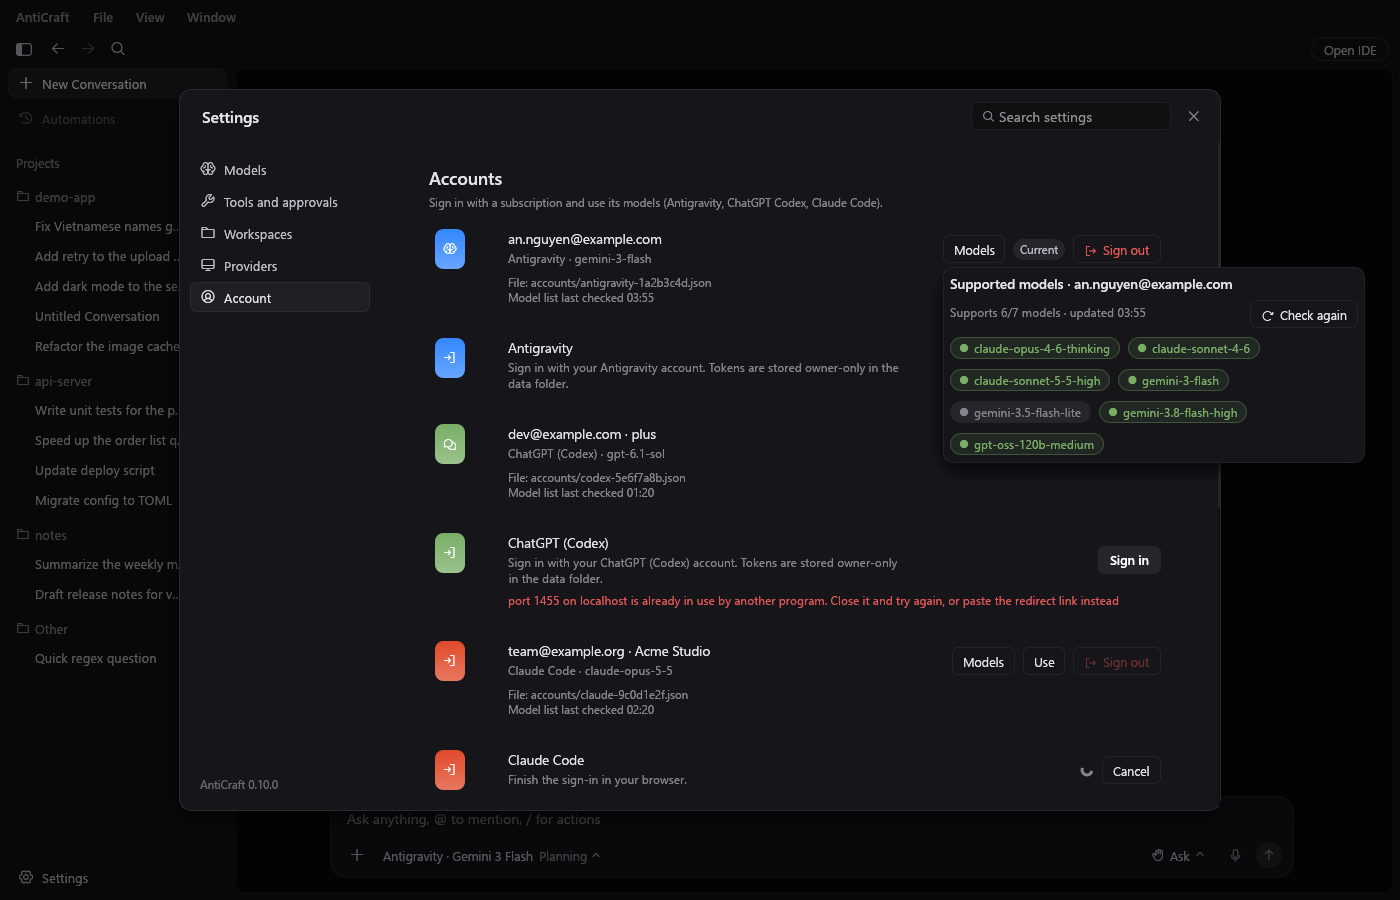 AntiCraft File View Window
Open IDE
New Conversation
Automations
Projects
demo-app
Fix Vietnamese names g...
Add retry to the upload ...
Add dark mode to the se...
Untitled Conversation
Refactor the image cache
api-server
Write unit tests for the p...
Speed up the order list q...
Update deploy script
Migrate config to TOML
notes
Summarize the weekly m...
Draft release notes for v...
Other
Quick regex question
Settings
Settings
Search settings
Models
Tools and approvals
Workspaces
Providers
Account
AntiCraft 0.10.0
Accounts
Sign in with a subscription and use its models (Antigravity, ChatGPT Codex, Claude Code).
an.nguyen@example.com
Antigravity · gemini-3-flash
File: accounts/antigravity-1a2b3c4d.json
Model list last checked 03:55
Models Current Sign out
Supported models · an.nguyen@example.com
Supports 6/7 models · updated 03:55
Check again
claude-opus-4-6-thinking claude-sonnet-4-6
claude-sonnet-5-5-high gemini-3-flash
gemini-3.5-flash-lite gemini-3.8-flash-high
gpt-oss-120b-medium
Antigravity
Sign in with your Antigravity account. Tokens are stored owner-only in the
data folder.
dev@example.com · plus
ChatGPT (Codex) · gpt-6.1-sol
File: accounts/codex-5e6f7a8b.json
Model list last checked 01:20
ChatGPT (Codex)
Sign in with your ChatGPT (Codex) account. Tokens are stored owner-only
in the data folder.
port 1455 on localhost is already in use by another program. Close it and try again, or paste the redirect link instead
Sign in
team@example.org · Acme Studio
Claude Code · claude-opus-5-5
File: accounts/claude-9c0d1e2f.json
Model list last checked 02:20
Models Use Sign out
Claude Code
Finish the sign-in in your browser.
Cancel
Ask anything, @ to mention, / for actions
Antigravity · Gemini 3 Flash Planning
Ask